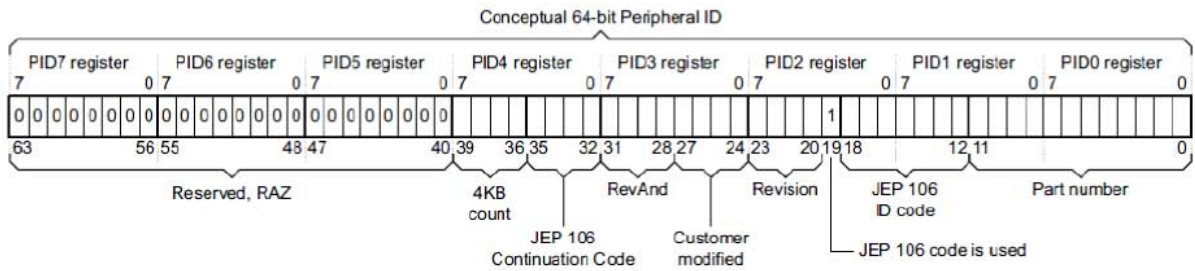 Conceptual 64-bit Peripheral ID
PID7 register PID6 register PID5 register PID4 register PID3 register PID2 register PID1 register PID0 register
7 0 7 0 7 0 7 0 7 0 7 0 7 0 7 0
0 0 0 0 0 0 0 0 0 0 0 0 0 0 0 0 0 0 0 0 0 0 0 0 1
63 56 55 48 47 40 39 36 35 32 31 28 27 24 23 20 19 18 12 11 0
Reserved, RAZ
4KB
count
RevAnd
Revision
JEP 106
ID code
Part number
JEP 106
Continuation Code
Customer
modified
JEP 106 code is used